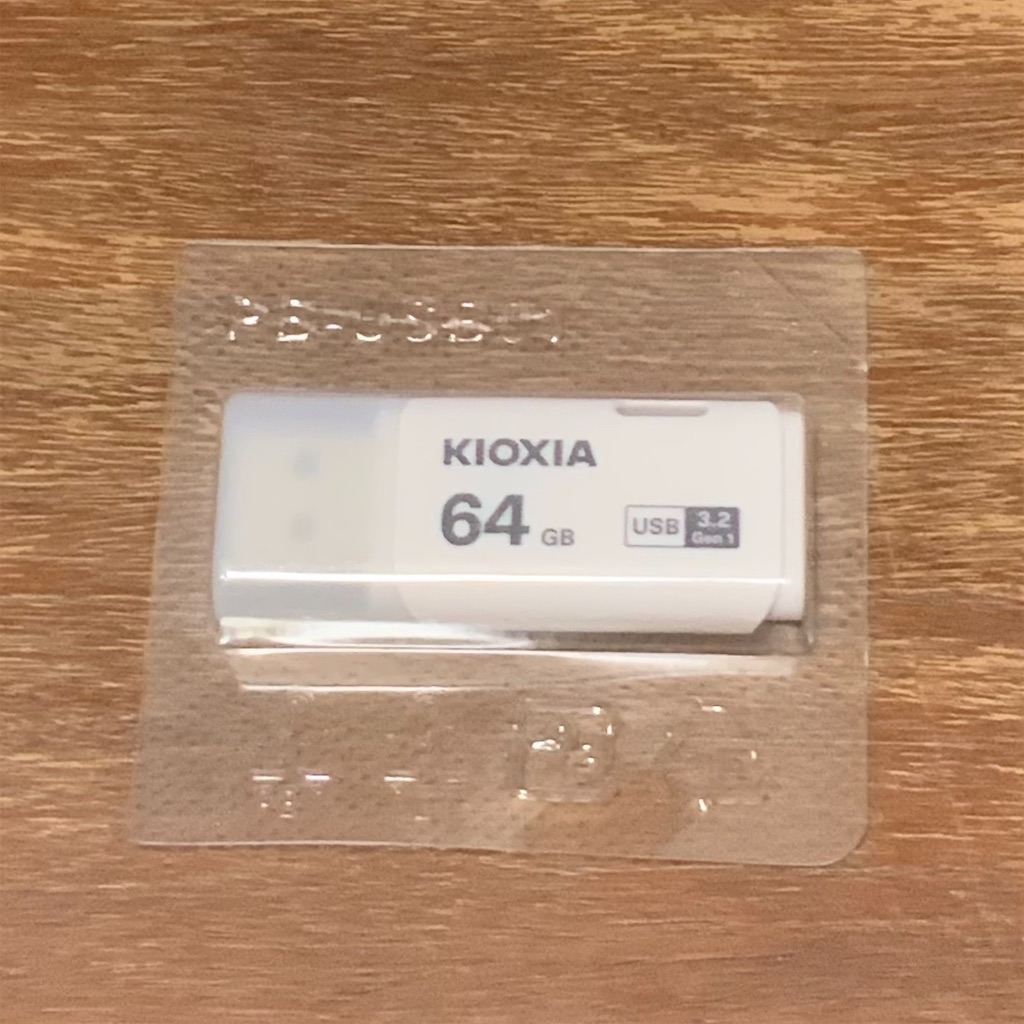 KIOXIA
64 GB
USB 3.2 Gen 1